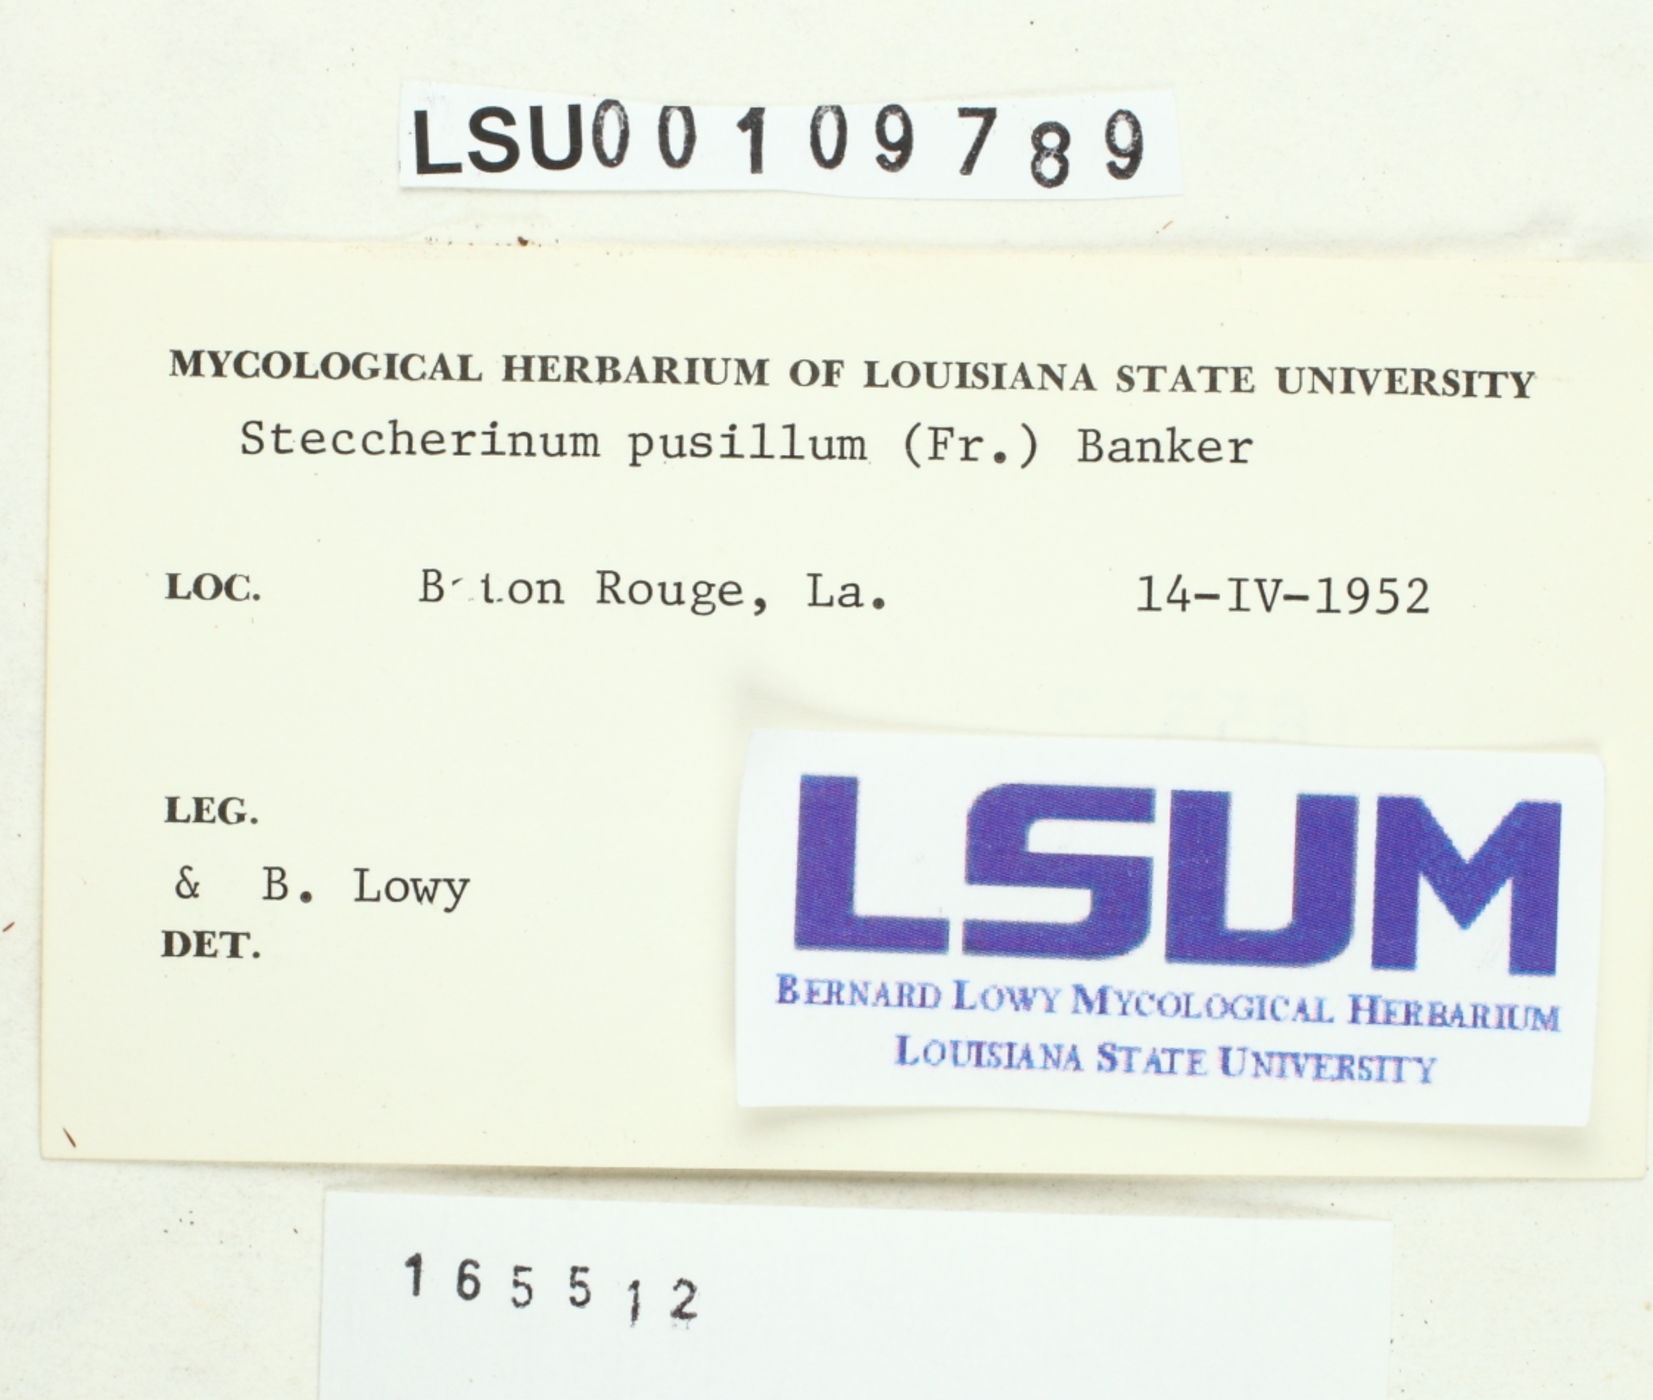 LSU00109789
MYCOLOGICAL HERBARIUM OF LOUISIANA STATE UNIVERSITY
Steccherinum pusillum (Fr.) Banker
LOC. Baton Rouge, La. 14-IV-1952
LEG.
& B. Lowy
DET.
LSUM
BERNARD LOWY MYCOLOGICAL HERBARIUM
LOUISIANA STATE UNIVERSITY
165512